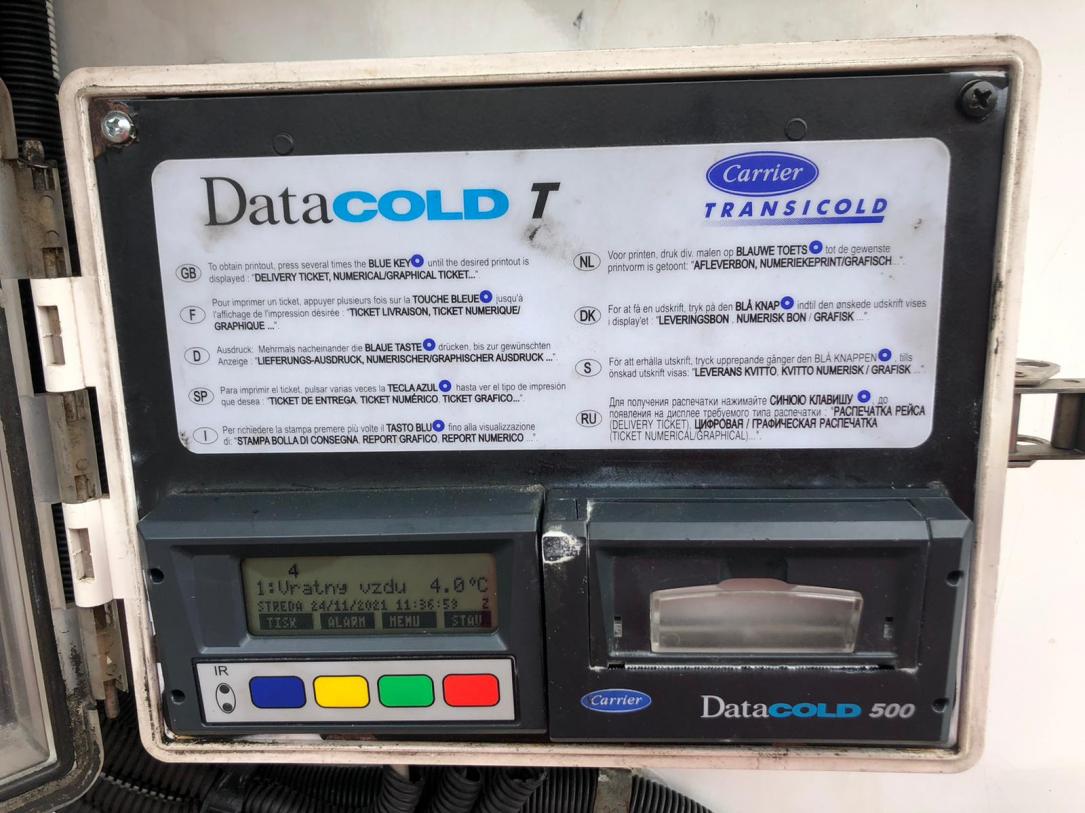 DataCOLD T
Carrier
TRANSICOLD
GB
To obtain printout, press several times the BLUE KEY until the desired printout is
displayed : "DELIVERY TICKET, NUMERICAL/GRAPHICAL TICKET..."
F
Pour imprimer un ticket, appuyer plusieurs fois sur la TOUCHE BLEUE jusqu'à
l'affichage de l'impression désirée : "TICKET LIVRAISON, TICKET NUMERIQUE/
GRAPHIQUE ...".
D
Ausdruck: Mehrmals nacheinander die BLAUE TASTE drücken, bis zur gewünschten
Anzeige : "LIEFERUNGS-AUSDRUCK, NUMERISCHER/GRAPHISCHER AUSDRUCK ...".
SP
Para imprimir el ticket, pulsar varias veces la TECLA AZUL hasta ver el tipo de impresión
que desea : "TICKET DE ENTREGA, TICKET NUMÉRICO, TICKET GRAFICO...".
I
Per richiedere la stampa premere più volte il TASTO BLU fino alla visualizzazione
di: "STAMPA BOLLA DI CONSEGNA, REPORT GRAFICO, REPORT NUMERICO ...".
NL
Voor printen, druk div. malen op BLAUWE TOETS tot de gewenste
printvorm is getoont: "AFLEVERBON, NUMERIEKEPRINT/GRAFISCH ...".
DK
For at få en udskrift, tryk på den BLÅ KNAP indtil den ønskede udskrift vises
i display'et : "LEVERINGSBON , NUMERISK BON / GRAFISK ...".
S
För att erhålla utskrift, tryck upprepande gånger den BLÅ KNAPPEN , tills
önskad utskrift visas: "LEVERANS KVITTO, KVITTO NUMERISK / GRAFISK ...".
RU
Для получения распечатки нажимайте СИНЮЮ КЛАВИШУ , до
появления на дисплее требуемого типа распечатки : "РАСПЕЧАТКА РЕЙСА
(DELIVERY TICKET), ЦИФРОВАЯ / ГРАФИЧЕСКАЯ РАСПЕЧАТКА
(TICKET NUMERICAL/GRAPHICAL)...".
4
1:Vratny vzdu 4.0°C
STREDA 24/11/2021 11:36:53 Z
TISK ALARM MENU STAV
IR
Carrier
DataCOLD 500